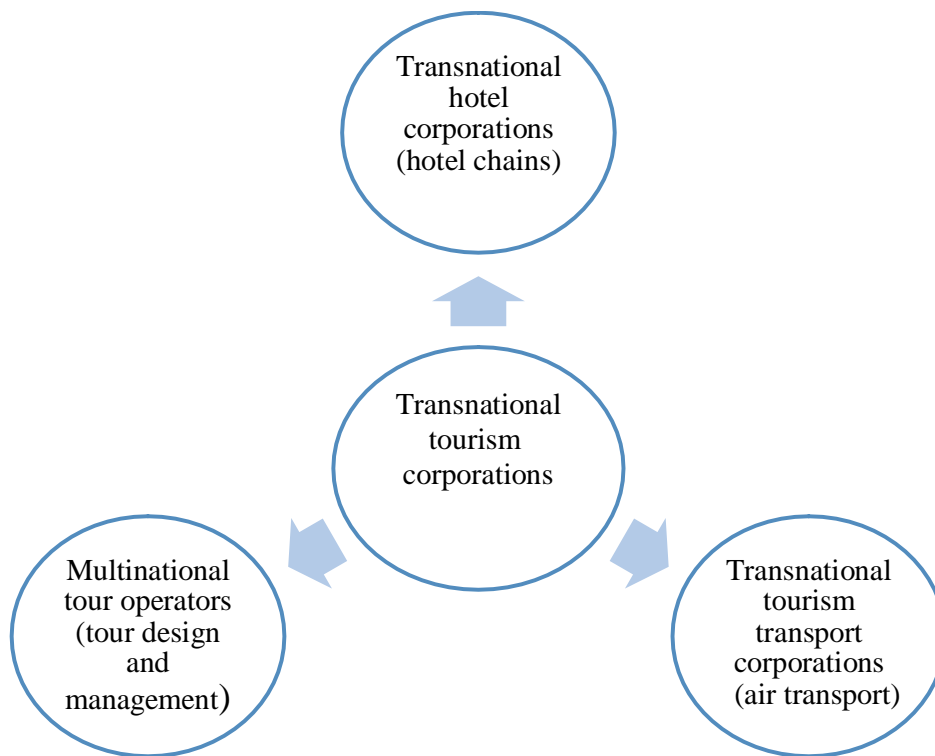 Transnational
hotel
corporations
(hotel chains)
Transnational
tourism
corporations
Multinational
tour operators
(tour design
and
management)
Transnational
tourism
transport
corporations
(air transport)